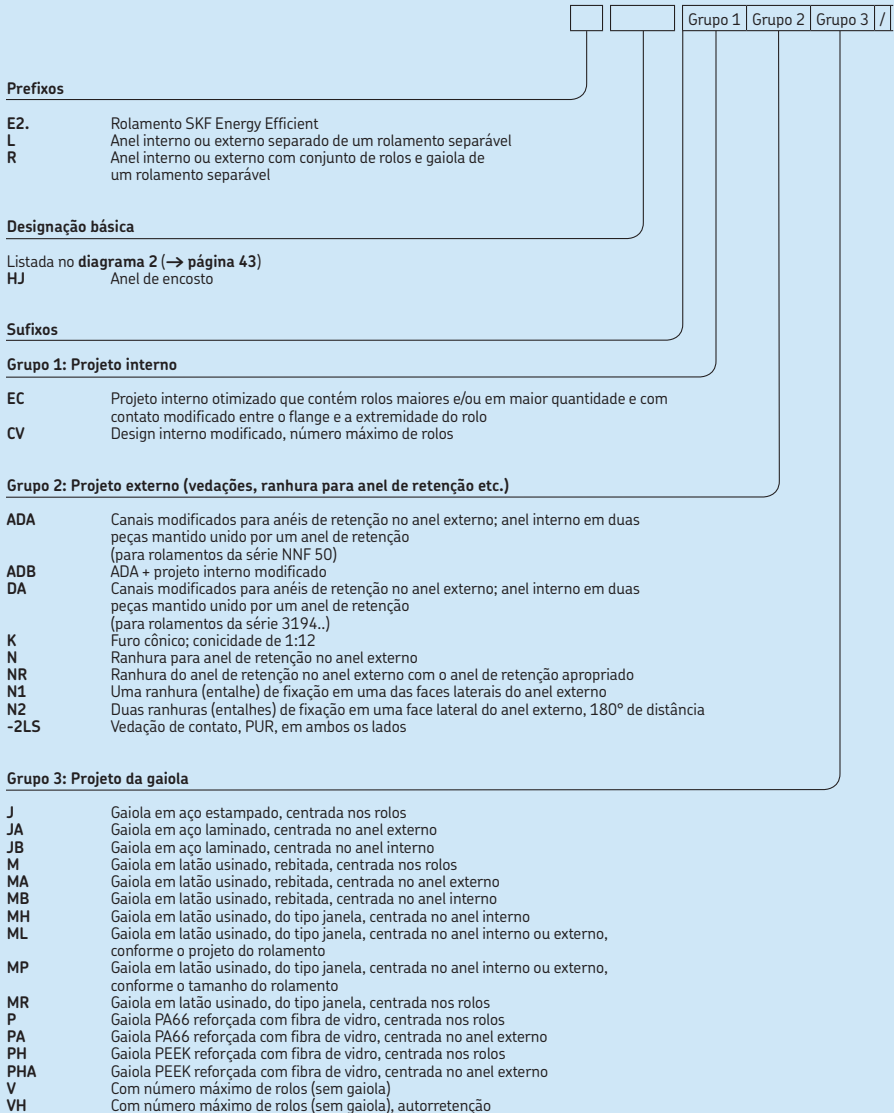 Grupo 1 Grupo 2 Grupo 3 /
Prefixos
E2. Rolamento SKF Energy Efficient
L Anel interno ou externo separado de um rolamento separável
R Anel interno ou externo com conjunto de rolos e gaiola de
um rolamento separável
Designação básica
Listada no diagrama 2 (→ página 43)
HJ Anel de encosto
Sufixos
Grupo 1: Projeto interno
EC Projeto interno otimizado que contém rolos maiores e/ou em maior quantidade e com
contato modificado entre o flange e a extremidade do rolo
CV Design interno modificado, número máximo de rolos
Grupo 2: Projeto externo (vedações, ranhura para anel de retenção etc.)
ADA Canais modificados para anéis de retenção no anel externo; anel interno em duas
peças mantido unido por um anel de retenção
(para rolamentos da série NNF 50)
ADB ADA + projeto interno modificado
DA Canais modificados para anéis de retenção no anel externo; anel interno em duas
peças mantido unido por um anel de retenção
(para rolamentos da série 3194..)
K Furo cônico; conicidade de 1:12
N Ranhura para anel de retenção no anel externo
NR Ranhura do anel de retenção no anel externo com o anel de retenção apropriado
N1 Uma ranhura (entalhe) de fixação em uma das faces laterais do anel externo
N2 Duas ranhuras (entalhes) de fixação em uma face lateral do anel externo, 180° de distância
-2LS Vedação de contato, PUR, em ambos os lados
Grupo 3: Projeto da gaiola
J Gaiola em aço estampado, centrada nos rolos
JA Gaiola em aço laminado, centrada no anel externo
JB Gaiola em aço laminado, centrada no anel interno
M Gaiola em latão usinado, rebitada, centrada nos rolos
MA Gaiola em latão usinado, rebitada, centrada no anel externo
MB Gaiola em latão usinado, rebitada, centrada no anel interno
MH Gaiola em latão usinado, do tipo janela, centrada no anel interno
ML Gaiola em latão usinado, do tipo janela, centrada no anel interno ou externo,
conforme o projeto do rolamento
MP Gaiola em latão usinado, do tipo janela, centrada no anel interno ou externo,
conforme o tamanho do rolamento
MR Gaiola em latão usinado, do tipo janela, centrada nos rolos
P Gaiola PA66 reforçada com fibra de vidro, centrada nos rolos
PA Gaiola PA66 reforçada com fibra de vidro, centrada no anel externo
PH Gaiola PEEK reforçada com fibra de vidro, centrada nos rolos
PHA Gaiola PEEK reforçada com fibra de vidro, centrada no anel externo
V Com número máximo de rolos (sem gaiola)
VH Com número máximo de rolos (sem gaiola), autorretenção